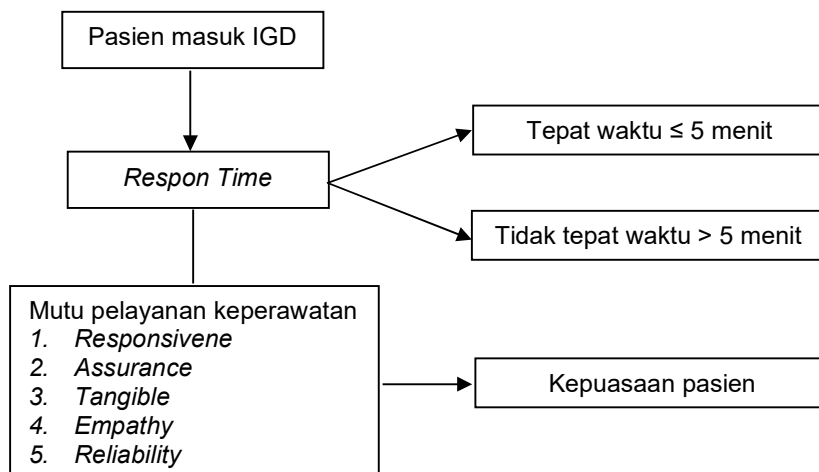 Pasien masuk IGD
Tepat waktu ≤ 5 menit
Respon Time
Tidak tepat waktu > 5 menit
Mutu pelayanan keperawatan
1. Responsivene
2. Assurance
3. Tangible
4. Empathy
5. Reliability
Kepuasaan pasien